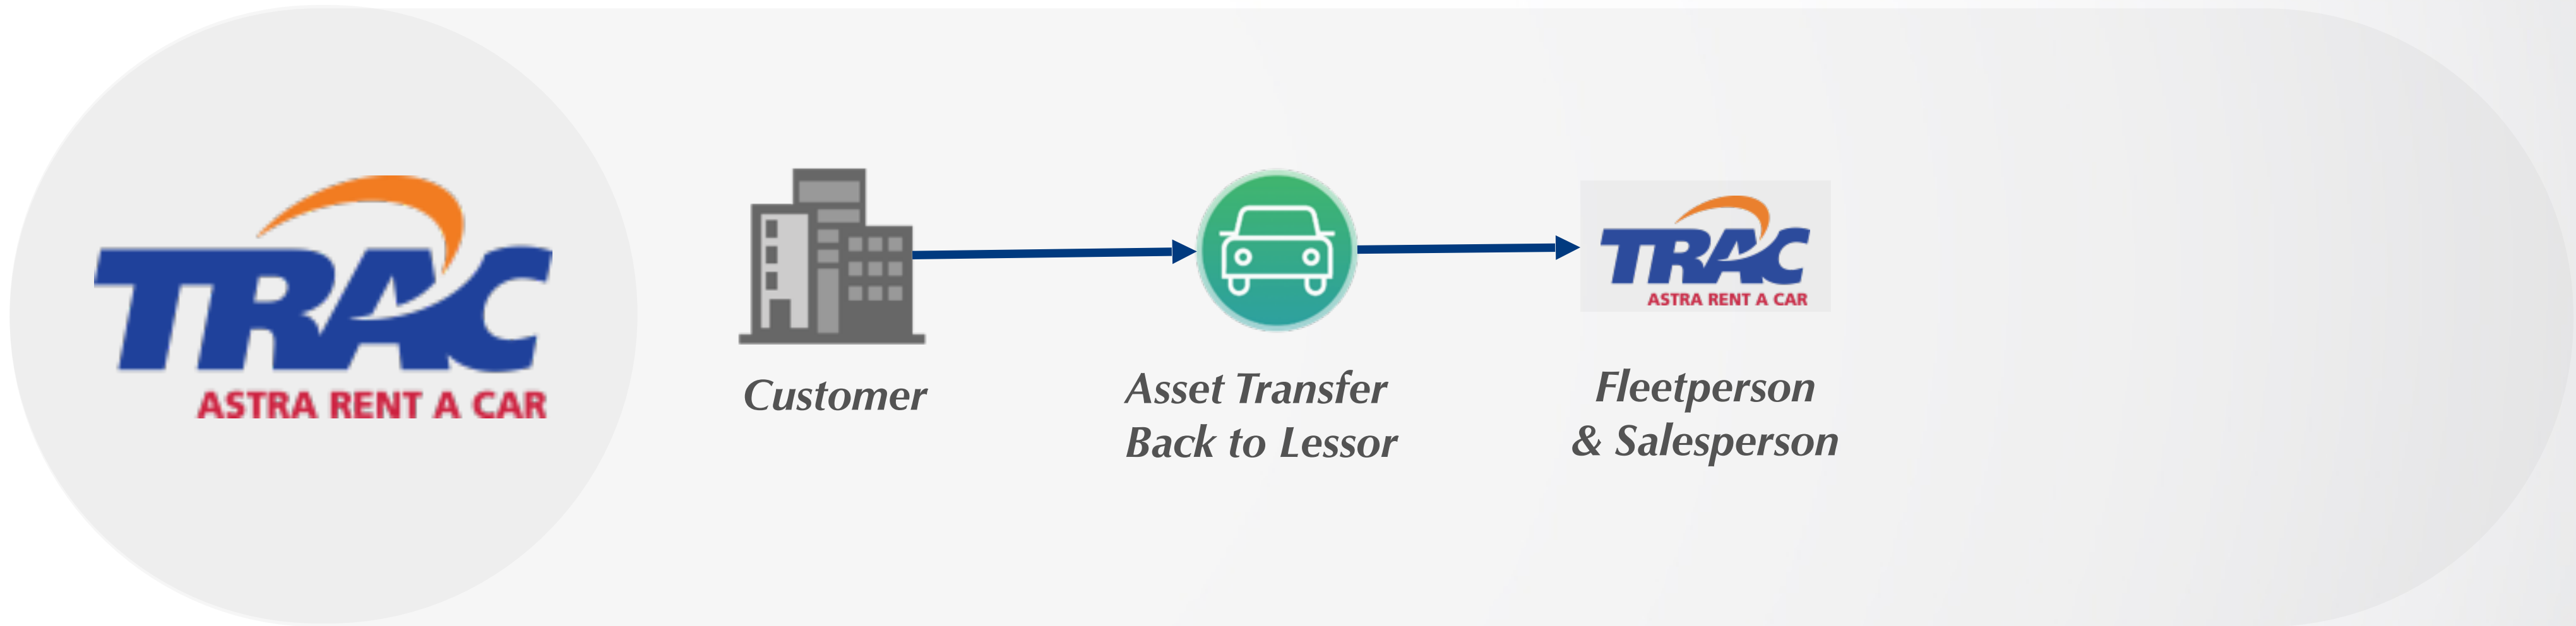 TRAC
ASTRA RENT A CAR
Customer
Asset Transfer
Back to Lessor
TRAC
ASTRA RENT A CAR
Fleetperson
& Salesperson